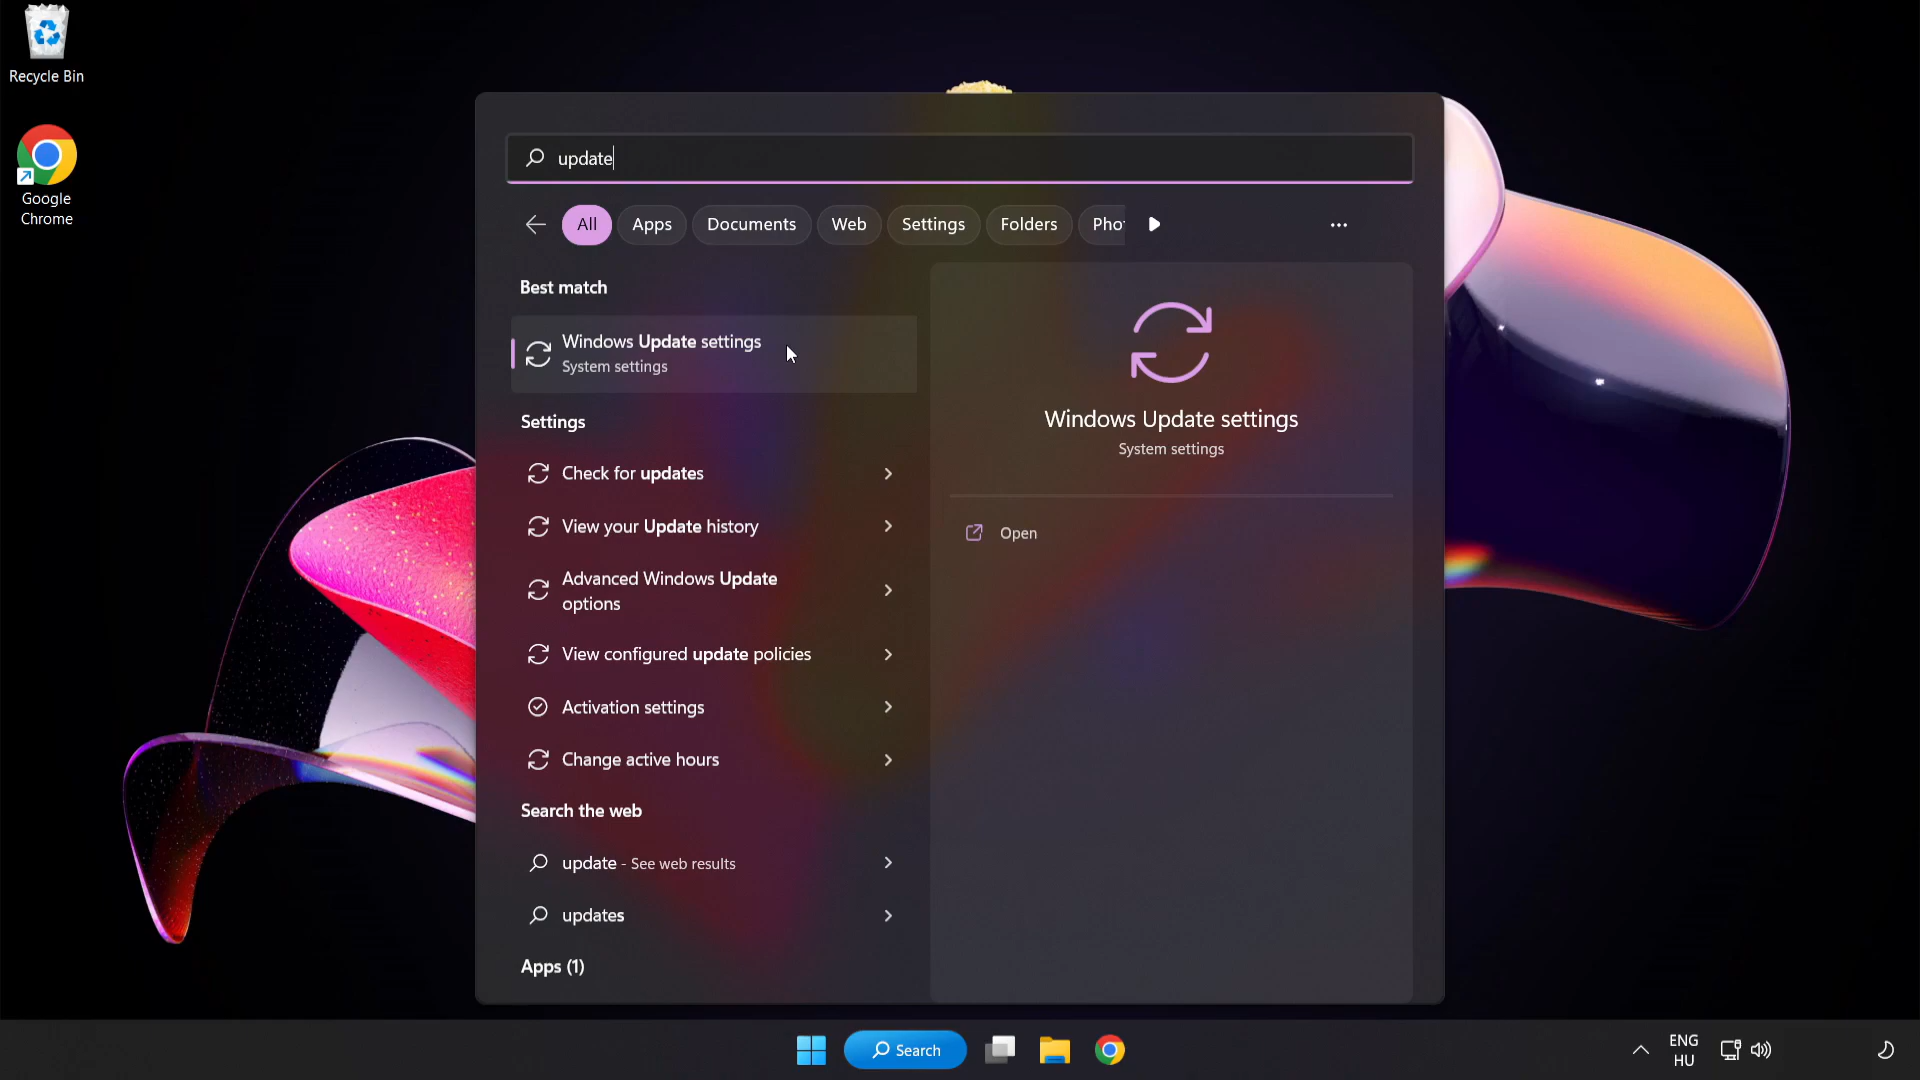 Recycle Bin
Google
Chrome
update
All
Apps
Documents
Web
Settings
Folders
Pho
Best match
Windows Update settings
System settings
Settings
Check for updates
View your Update history
Advanced Windows Update
options
View configured update policies
Activation settings
Change active hours
Search the web
update - See web results
updates
Apps (1)
Windows Update settings
System settings
Open
Search
ENG
HU